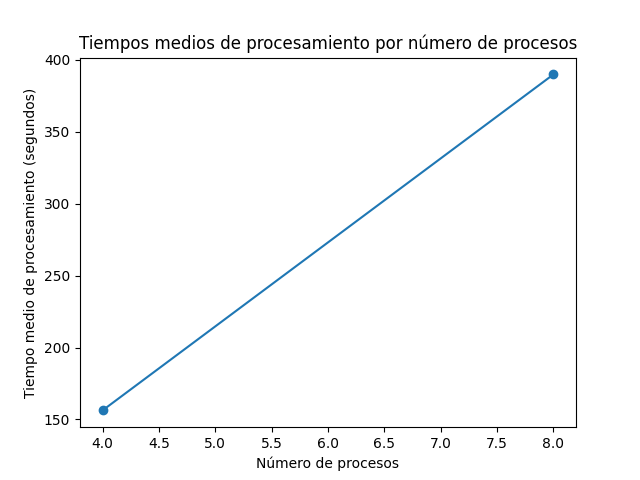 Tiempos medios de procesamiento por número de procesos
400
350
300
250
200
150
Tiempo medio de procesamiento (segundos)
4.0 4.5 5.0 5.5 6.0 6.5 7.0 7.5 8.0
Número de procesos